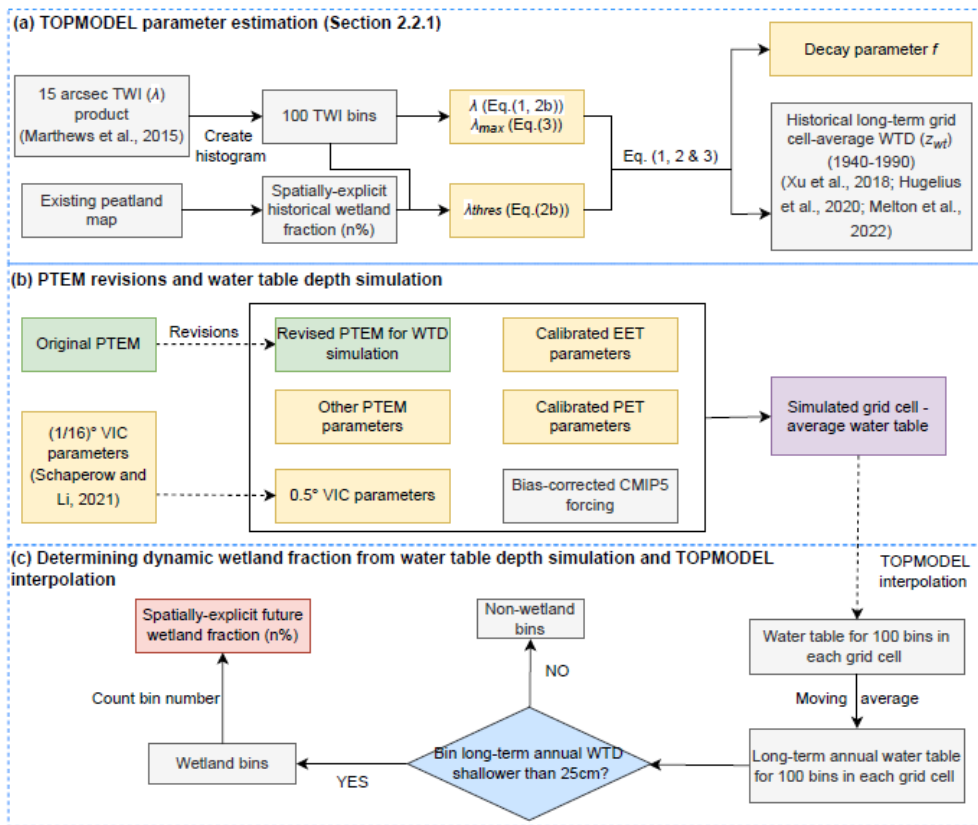 (a) TOPMODEL parameter estimation (Section 2.2.1)
15 arcsec TWI (λ)
product
(Marthews et al., 2015)
Create
histogram
100 TWI bins
λ (Eq.(1, 2b))
λmax (Eq.(3))
Eq. (1, 2 & 3)
Decay parameter f
Historical long-term grid
cell-average WTD (zwt)
(1940-1990)
(Xu et al., 2018; Hugelius
et al., 2020; Melton et al.,
2022)
Existing peatland
map
Spatially-explicit
historical wetland
fraction (n%)
λthres (Eq.(2b))
(b) PTEM revisions and water table depth simulation
Original PTEM
Revisions
Revised PTEM for WTD
simulation
Calibrated EET
parameters
Other PTEM
parameters
Calibrated PET
parameters
(1/16)° VIC
parameters
(Schaperow and
Li, 2021)
0.5° VIC parameters
Bias-corrected CMIP5
forcing
Simulated grid cell -
average water table
(c) Determining dynamic wetland fraction from water table depth simulation and TOPMODEL
interpolation
TOPMODEL
interpolation
Spatially-explicit future
wetland fraction (n%)
Non-wetland
bins
Water table for 100 bins in
each grid cell
Count bin number
NO
Moving average
Wetland bins
YES
Bin long-term annual WTD
shallower than 25cm?
Long-term annual water table
for 100 bins in each grid cell